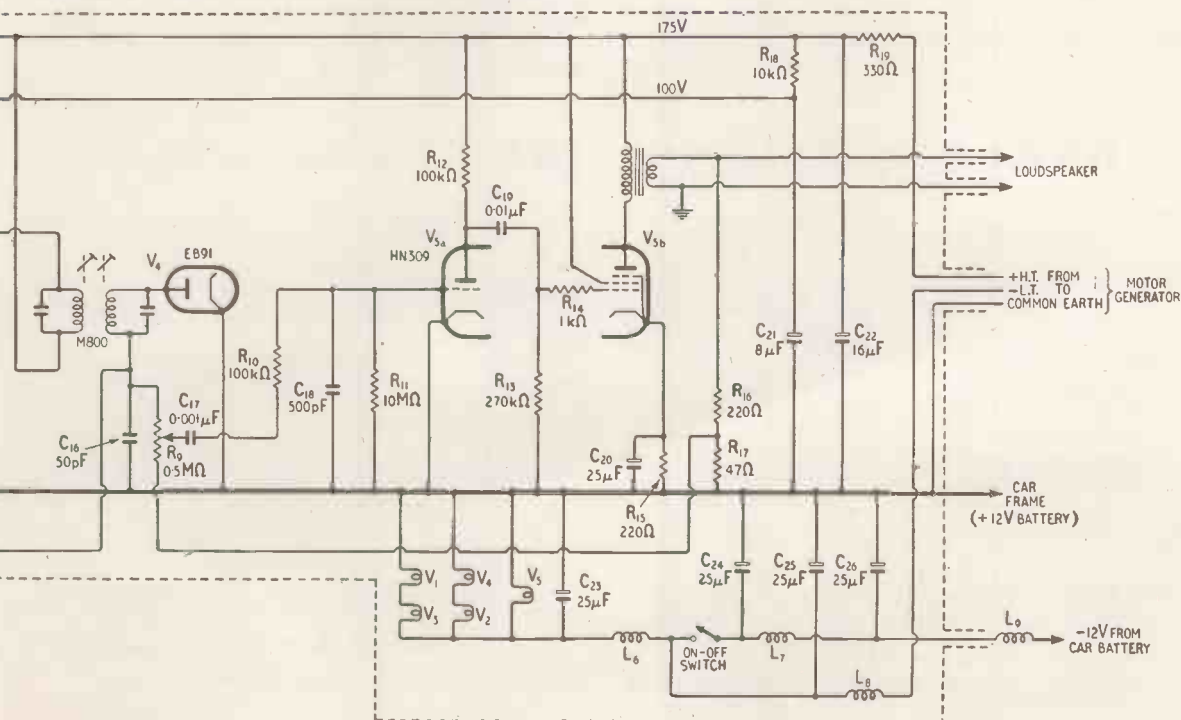 175V
R18
10kΩ
R19
330Ω
100V
R12
100kΩ
C19
0·01μF
LOUDSPEAKER
V5a
HN309
V5b
V4
EB91
+H.T. FROM
-L.T. TO
COMMON EARTH
MOTOR
GENERATOR
M800
R14
1kΩ
C21
8μF
C22
16μF
R10
100kΩ
R11
10MΩ
R13
270kΩ
R16
220Ω
C18
500pF
C17
0·001μF
C16
50pF
R9
0·5MΩ
C20
25μF
R17
47Ω
R15
220Ω
CAR
FRAME
(+12V BATTERY)
V1
V4
V5
C23
25μF
C24
25μF
C25
25μF
C26
25μF
V3
V2
L6
ON-OFF
SWITCH
L7
L9
-12V FROM
CAR BATTERY
L8